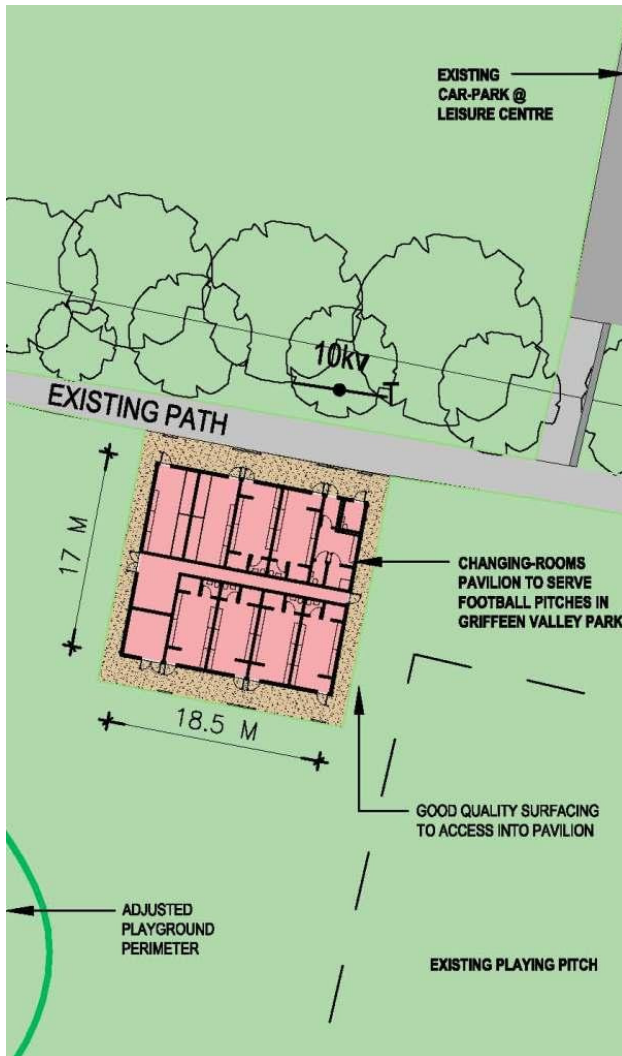 EXISTING
CAR-PARK @
LEISURE CENTRE
10kv
T
EXISTING PATH
17 M
CHANGING-ROOMS
PAVILION TO SERVE
FOOTBALL PITCHES IN
GRIFFEEN VALLEY PARK
18.5 M
GOOD QUALITY SURFACING
TO ACCESS INTO PAVILION
ADJUSTED
PLAYGROUND
PERIMETER
EXISTING PLAYING PITCH